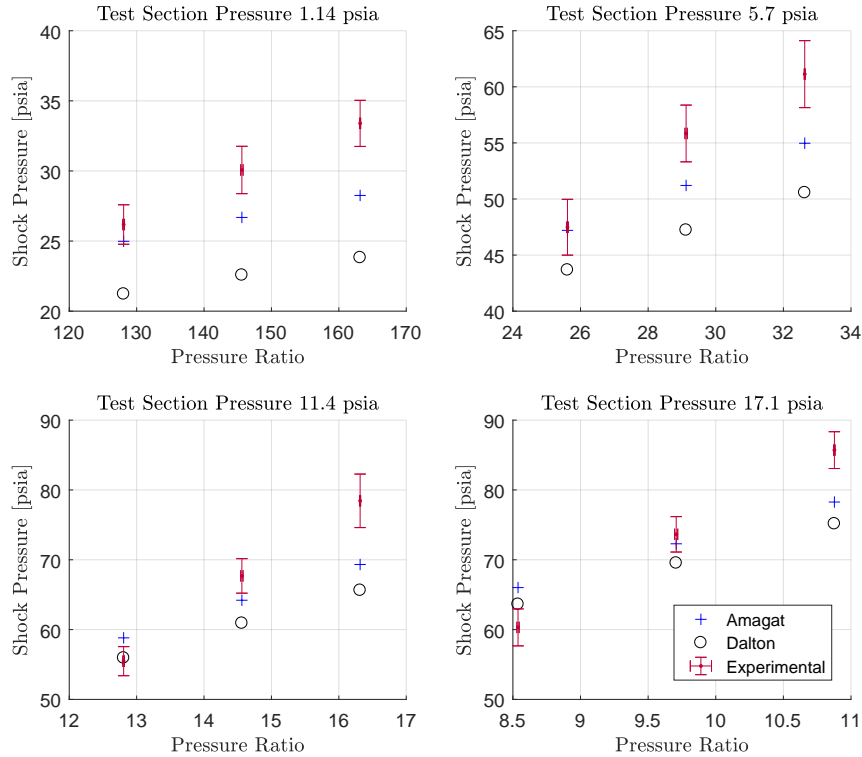 Test Section Pressure 1.14 psia
Shock Pressure [psia]
40
35
30
25
20
120 130 140 150 160 170
Pressure Ratio
Test Section Pressure 5.7 psia
Shock Pressure [psia]
65
60
55
50
45
40
24 26 28 30 32 34
Pressure Ratio
Test Section Pressure 11.4 psia
Shock Pressure [psia]
90
80
70
60
50
12 13 14 15 16 17
Pressure Ratio
Test Section Pressure 17.1 psia
Shock Pressure [psia]
90
80
70
60
50
8.5 9 9.5 10 10.5 11
Pressure Ratio
Amagat
Dalton
Experimental